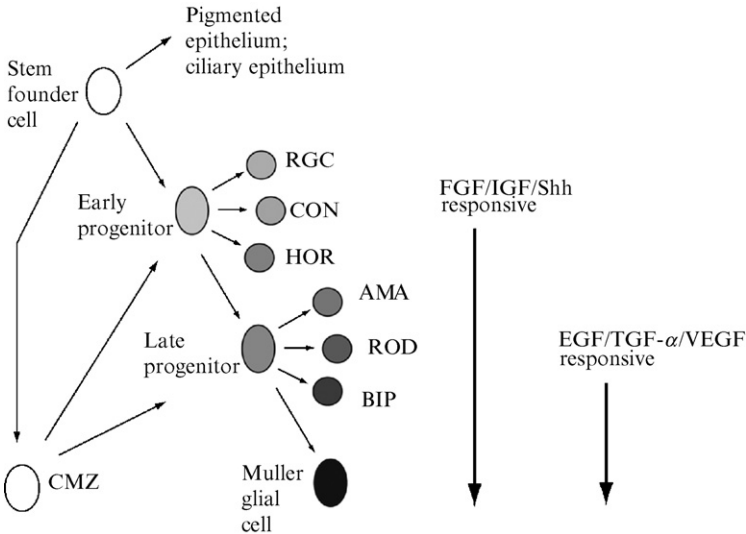 Pigmented
epithelium;
ciliary epithelium
Stem
founder
cell
RGC
Early
progenitor
CON
HOR
FGF/IGF/Shh
responsive
AMA
Late
progenitor
ROD
BIP
EGF/TGF-α/VEGF
responsive
CMZ
Muller
glial
cell